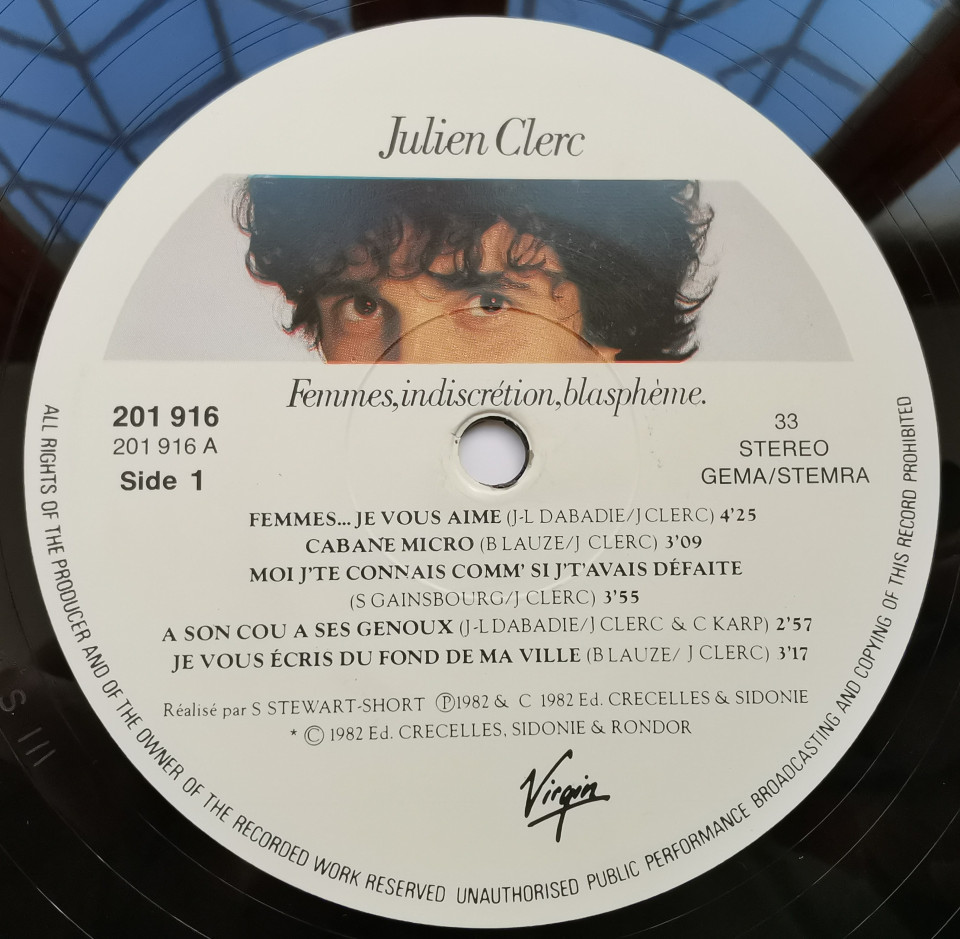 Julien Clerc
Femmes,indiscrétion,blasphème.
201 916
201 916 A
Side 1
33
STEREO
GEMA/STEMRA
FEMMES... JE VOUS AIME (J-L DABADIE/J CLERC) 4'25
CABANE MICRO (B LAUZE/J CLERC) 3'09
MOI J'TE CONNAIS COMM' SI J'T'AVAIS DÉFAITE
(S GAINSBOURG/J CLERC) 3'55
A SON COU A SES GENOUX (J-L DABADIE/J CLERC & C KARP) 2'57
JE VOUS ÉCRIS DU FOND DE MA VILLE (B LAUZE/ J CLERC) 3'17
Réalisé par S STEWART-SHORT Ⓟ1982 & C 1982 Ed. CRECELLES & SIDONIE
* © 1982 Ed. CRECELLES, SIDONIE & RONDOR
Virgin
ALL RIGHTS OF THE PRODUCER AND OF THE OWNER OF THE RECORDED WORK RESERVED UNAUTHORISED PUBLIC PERFORMANCE BROADCASTING AND COPYING OF THIS RECORD PROHIBITED